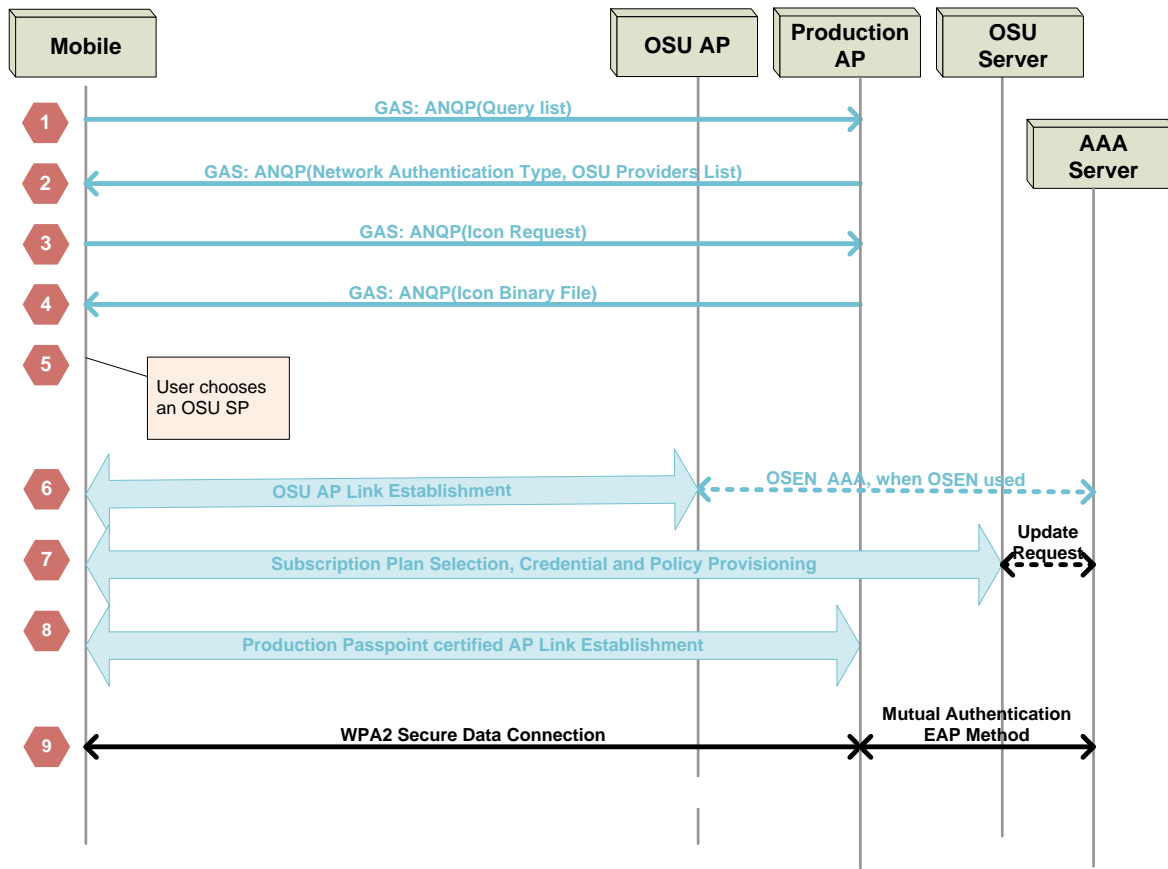 Mobile
OSU AP
Production
AP
OSU
Server
AAA
Server
1
GAS: ANQP(Query list)
2
GAS: ANQP(Network Authentication Type, OSU Providers List)
3
GAS: ANQP(Icon Request)
4
GAS: ANQP(Icon Binary File)
5
User chooses
an OSU SP
6
OSU AP Link Establishment
OSEN AAA, when OSEN used
7
Subscription Plan Selection, Credential and Policy Provisioning
Update
Request
8
Production Passpoint certified AP Link Establishment
9
WPA2 Secure Data Connection
Mutual Authentication
EAP Method